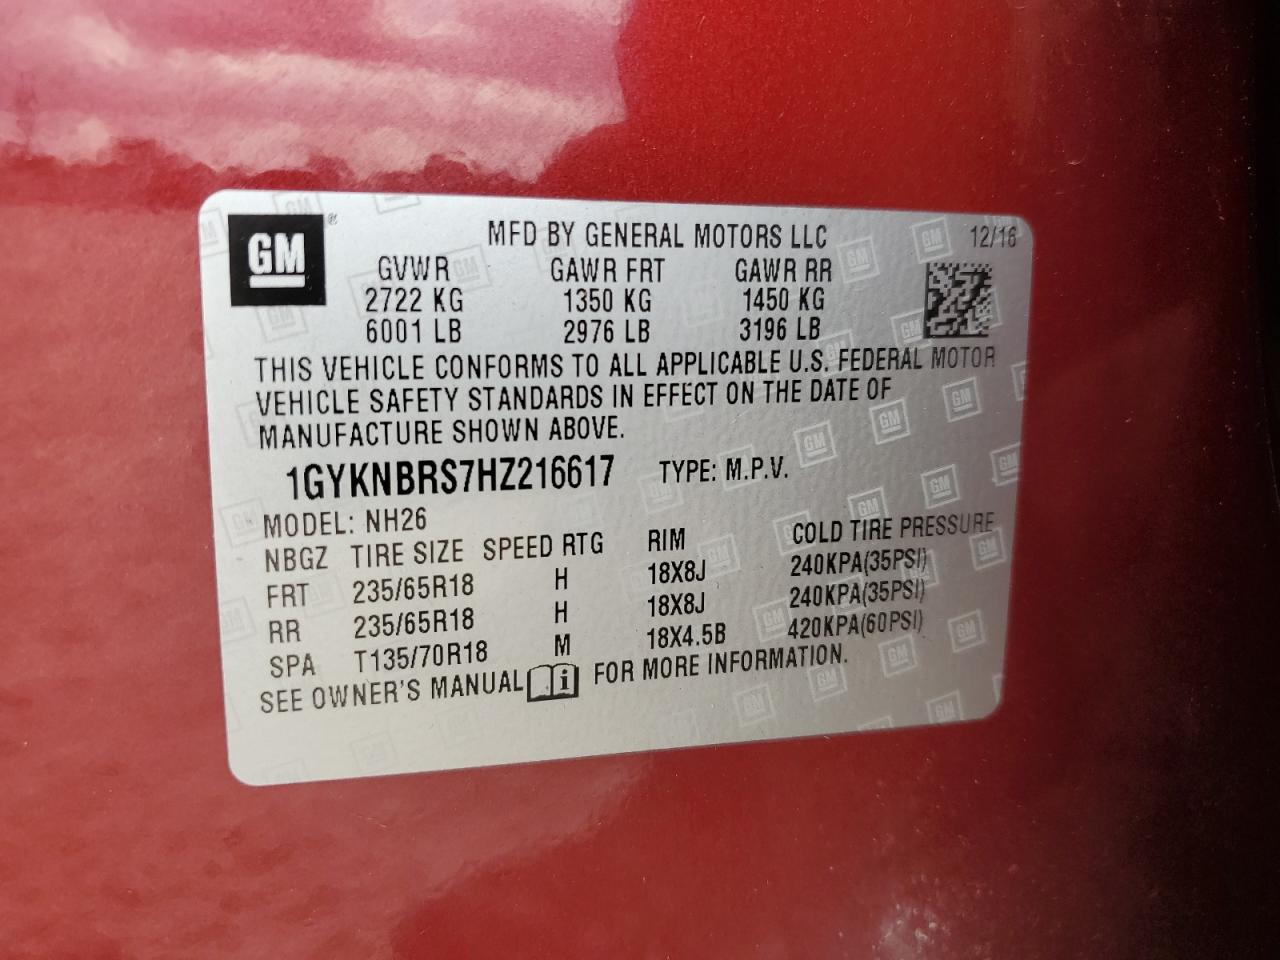 GM ®
MFD BY GENERAL MOTORS LLC 12/16
GVWR GAWR FRT GAWR RR
2722 KG 1350 KG 1450 KG
6001 LB 2976 LB 3196 LB
THIS VEHICLE CONFORMS TO ALL APPLICABLE U.S. FEDERAL MOTOR
VEHICLE SAFETY STANDARDS IN EFFECT ON THE DATE OF
MANUFACTURE SHOWN ABOVE.
1GYKNBRS7HZ216617 TYPE: M.P.V.
MODEL: NH26
NBGZ TIRE SIZE SPEED RTG RIM COLD TIRE PRESSURE
FRT 235/65R18 H 18X8J 240KPA(35PSI)
RR 235/65R18 H 18X8J 240KPA(35PSI)
SPA T135/70R18 M 18X4.5B 420KPA(60PSI)
SEE OWNER'S MANUAL i FOR MORE INFORMATION.